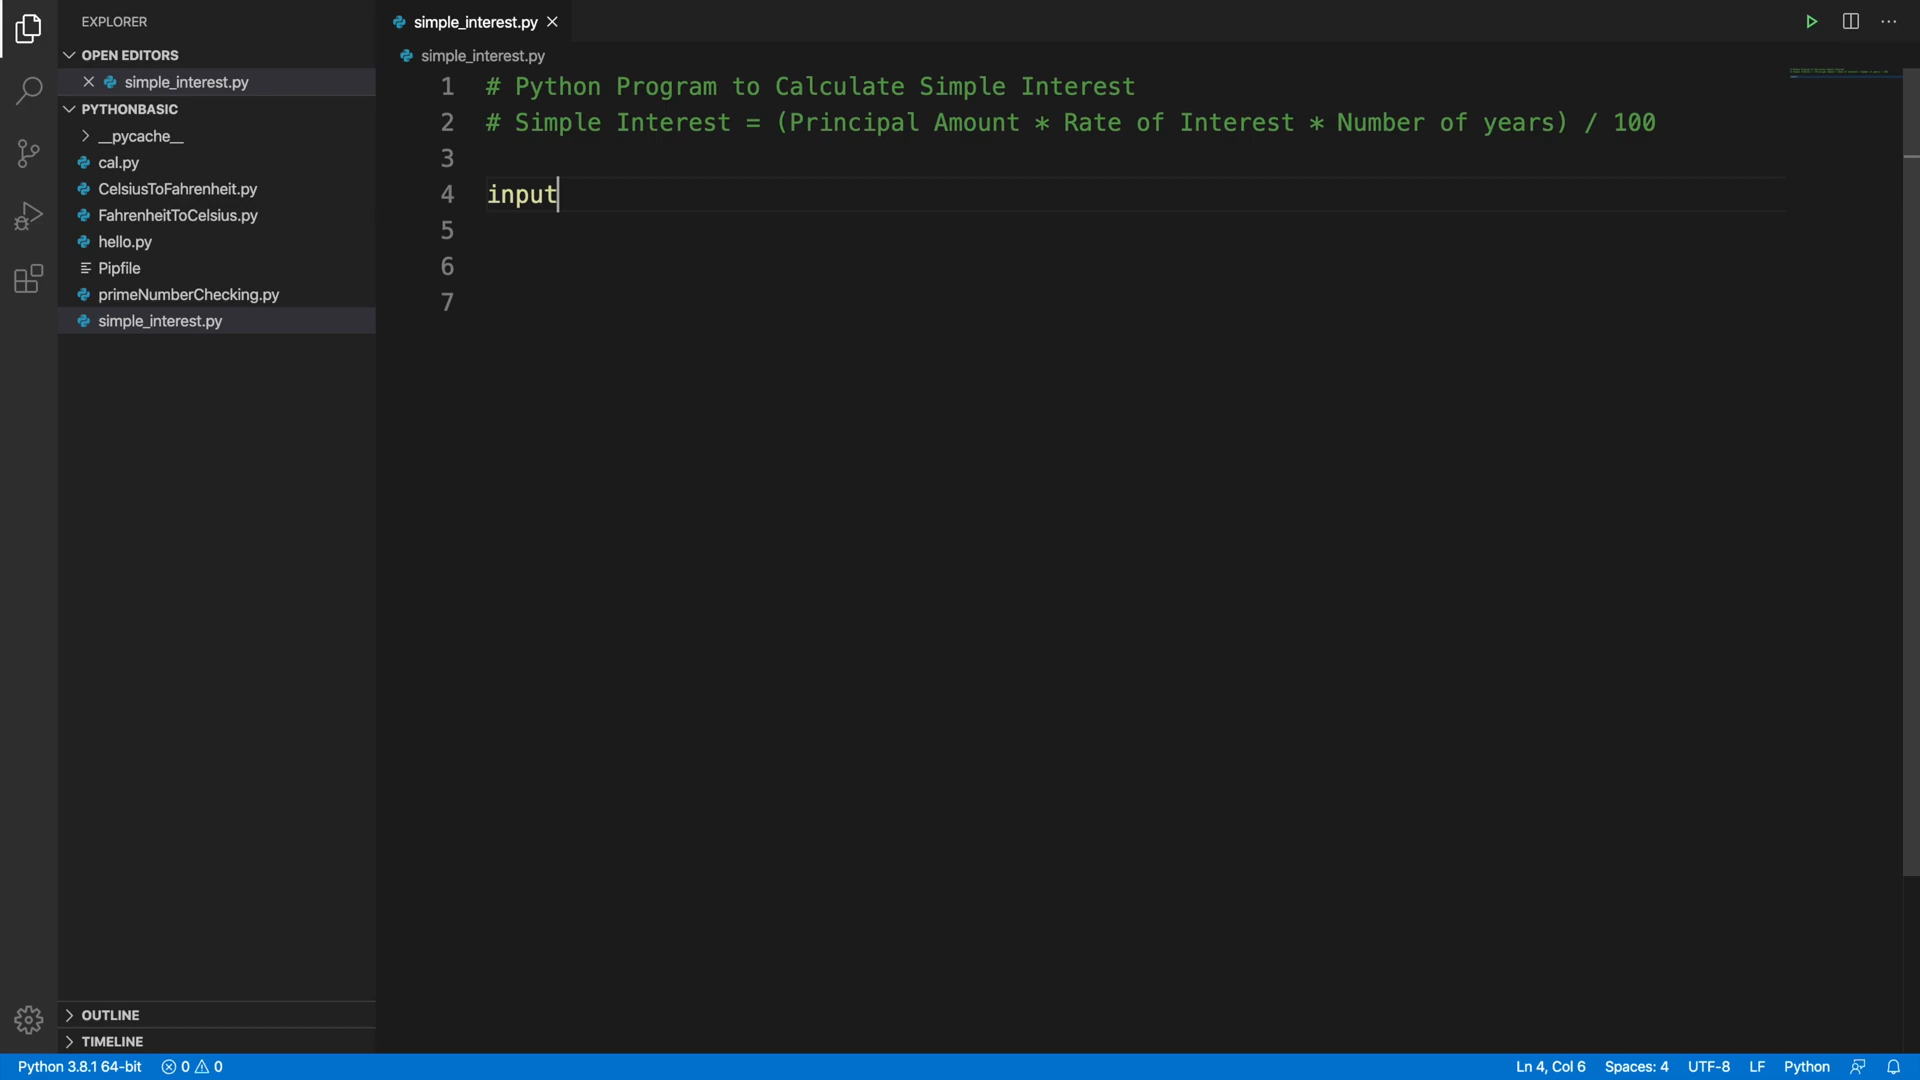 EXPLORER
OPEN EDITORS
simple_interest.py
PYTHONBASIC
__pycache__
cal.py
CelsiusToFahrenheit.py
FahrenheitToCelsius.py
hello.py
Pipfile
primeNumberChecking.py
simple_interest.py
OUTLINE
TIMELINE
simple_interest.py
simple_interest.py
1 # Python Program to Calculate Simple Interest
2 # Simple Interest = (Principal Amount * Rate of Interest * Number of years) / 100
3
4 input
5
6
7
Python 3.8.1 64-bit 0 0 Ln 4, Col 6 Spaces: 4 UTF-8 LF Python